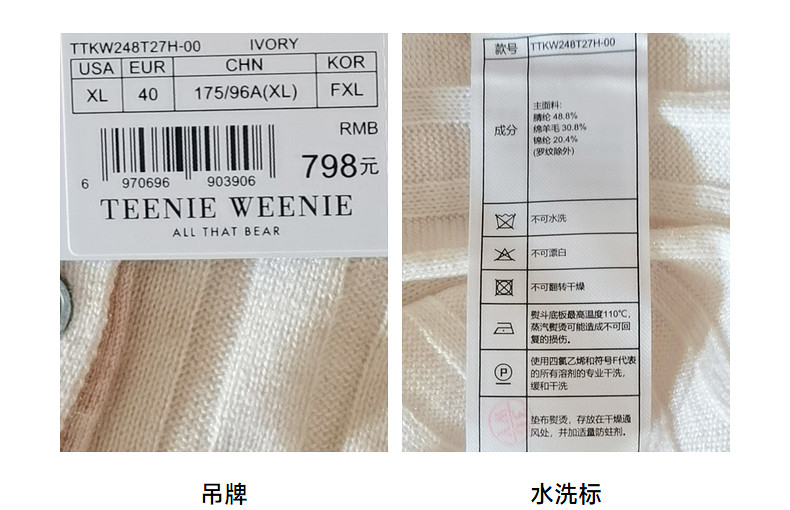 TTKW248T27H-00 IVORY
USA EUR CHN KOR
XL 40 175/96A(XL) FXL
RMB
798元
6 970696 903906
TEENIE WEENIE
ALL THAT BEAR
吊牌
款号 TTKW248T27H-00
成分
主面料:
腈纶 48.8%
绵羊毛 30.8%
锦纶 20.4%
(罗纹除外)
不可水洗
不可漂白
不可翻转干燥
熨斗底板最高温度110℃,
蒸汽熨烫可能造成不可回
复的损伤。
P
使用四氯乙烯和符号F代表
的所有溶剂的专业干洗,
缓和干洗
垫布熨烫,存放在干燥通
风处,并加适量防蛀剂。
水洗标